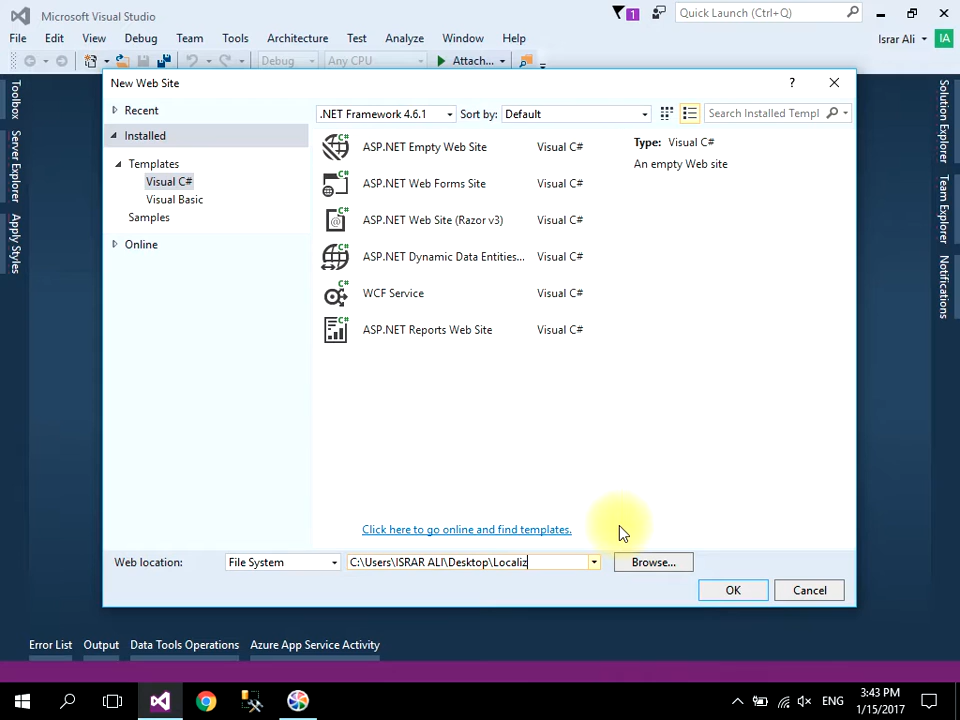 Microsoft Visual Studio
1
Quick Launch (Ctrl+Q)
File Edit View Debug Team Tools Architecture Test Analyze Window Help
Israr Ali
IA
Debug
Any CPU
Attach...
New Web Site
?
Toolbox
Server Explorer
Apply Styles
Recent
Installed
Templates
Visual C#
Visual Basic
Samples
Online
.NET Framework 4.6.1
Sort by: Default
Search Installed Templ
C# ASP.NET Empty Web Site Visual C#
C# ASP.NET Web Forms Site Visual C#
C# @ ASP.NET Web Site (Razor v3) Visual C#
C# ASP.NET Dynamic Data Entities... Visual C#
C# WCF Service Visual C#
C# ASP.NET Reports Web Site Visual C#
Type: Visual C#
An empty Web site
Click here to go online and find templates.
Web location: File System C:\Users\ISRAR ALI\Desktop\Localiz Browse...
OK Cancel
Solution Explorer
Team Explorer
Notifications
Error List Output Data Tools Operations Azure App Service Activity
ENG
3:43 PM
1/15/2017